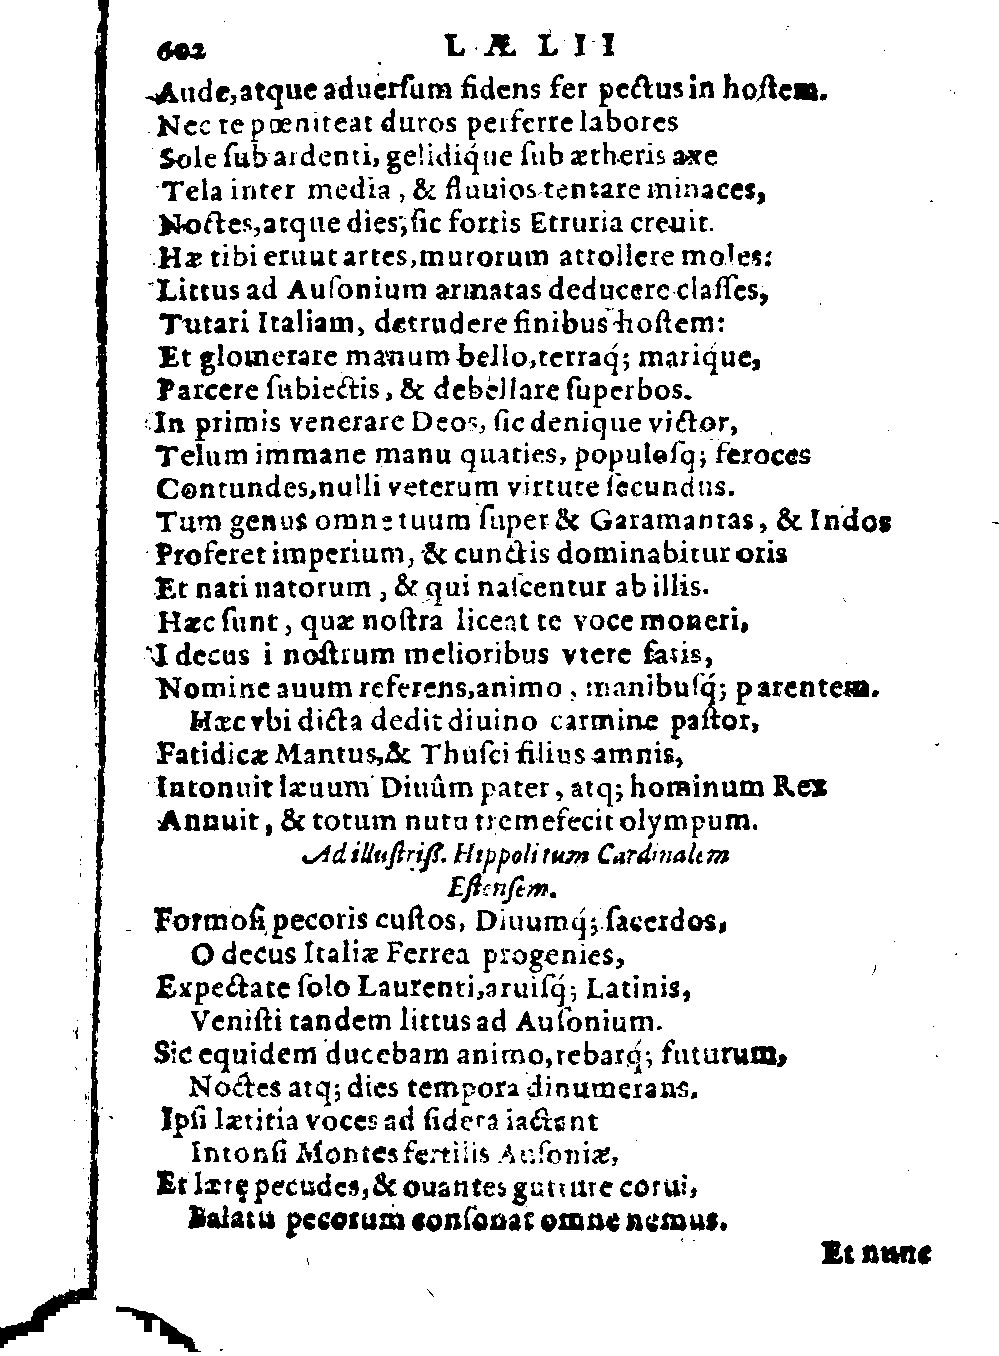 602 LÆLII
Aude,atque aduerſum fidens fer pectus in hoſtem.
Nec te pœniteat duros perferre labores
Sole ſub ardenti, gelidiq́ue ſub ætheris axe
Tela inter media, & fluuios tentare minaces,
Noctes,atque dies; ſic fortis Etruria creuit.
Hæ tibi erunt artes,murorum attollere moles:
Littus ad Auſonium armatas deducere claſſes,
Tutari Italiam, detrudere finibus hoſtem:
Et glomerare manum bello,terraq́; mariq́ue,
Parcere ſubiectis, & debellare ſuperbos.
In primis venerare Deos, ſic denique victor,
Telum immane manu quaties, populoſq; feroces
Contundes,nulli veterum virtute ſecundus.
Tum genus omne tuum ſuper & Garamantas, & Indos
Proferet imperium, & cunctis dominabitur oris
Et nati natorum, & qui naſcentur ab illis.
Hæc ſunt, quæ noſtra liceat te voce moneri,
I decus i noſtrum melioribus vtere fatis,
Nomine auum referens,animo, manibuſq́; parentem.
Hæc vbi dicta dedit diuino carmine paſtor,
Fatidicæ Mantus,& Thuſci filius amnis,
Intonuit læuum Diuûm pater, atq; hominum Rex
Annuit, & totum nutu tremefecit olympum.
Ad illuſtriſſ. Hippolitum Cardinalem
Eſtenſem.
Formoſi pecoris cuſtos, Diuumq́; ſacerdos,
O decus Italiæ Ferrea progenies,
Expectate ſolo Laurenti,aruiſq́; Latinis,
Veniſti tandem littus ad Auſonium.
Sic equidem ducebam animo,rebarq́; futurum,
Noctes atq; dies tempora dinumerans.
Ipſi lætitia voces ad ſidera iactant
Intonſi Montes fertilis Auſoniæ,
Et lætę pecudes,& ouantes gutture corui,
Balatu pecorum conſonat omne nemus.
Et nunc